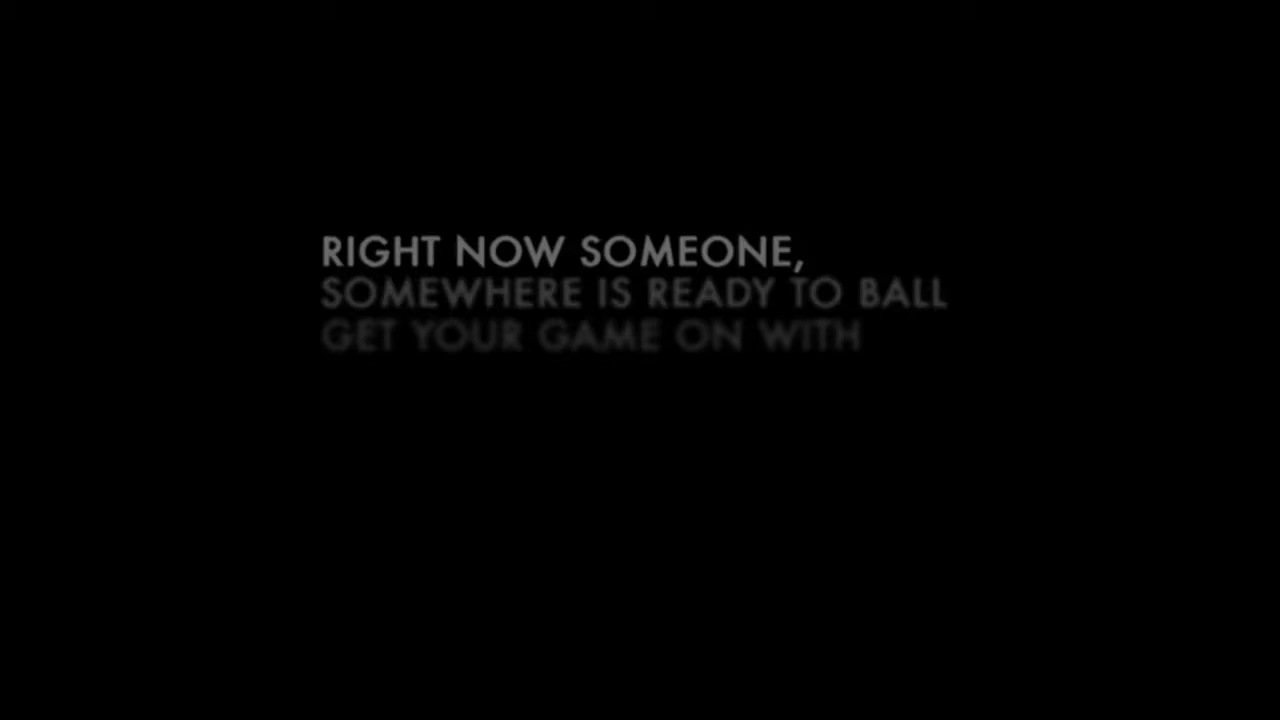 RIGHT NOW SOMEONE,
SOMEWHERE IS READY TO BALL
GET YOUR GAME ON WITH